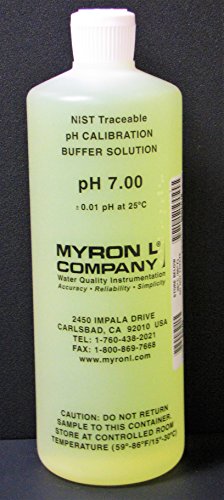 NIST Traceable
pH CALIBRATION
BUFFER SOLUTION
pH 7.00
± 0.01 pH at 25°C
MYRON L®
COMPANY
Water Quality Instrumentation
Accuracy • Reliability • Simplicity
2450 IMPALA DRIVE
CARLSBAD, CA 92010 USA
TEL: 1-760-438-2021
FAX: 1-800-869-7668
www.myronl.com
CAUTION: DO NOT RETURN
SAMPLE TO THIS CONTAINER.
STORE AT CONTROLLED ROOM
TEMPERATURE (59°-86°F/15°-30°C)